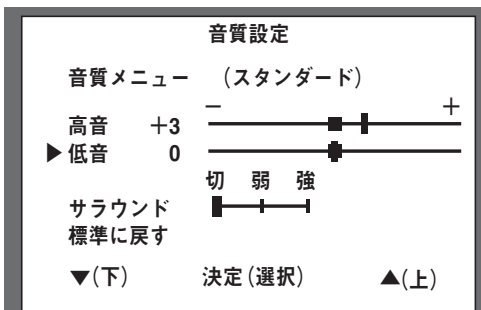 音質設定
音質メニュー (スタンダード)
− +
高音 +3
▶低音 0
切 弱 強
サラウンド
標準に戻す
▼(下) 決定(選択) ▲(上)